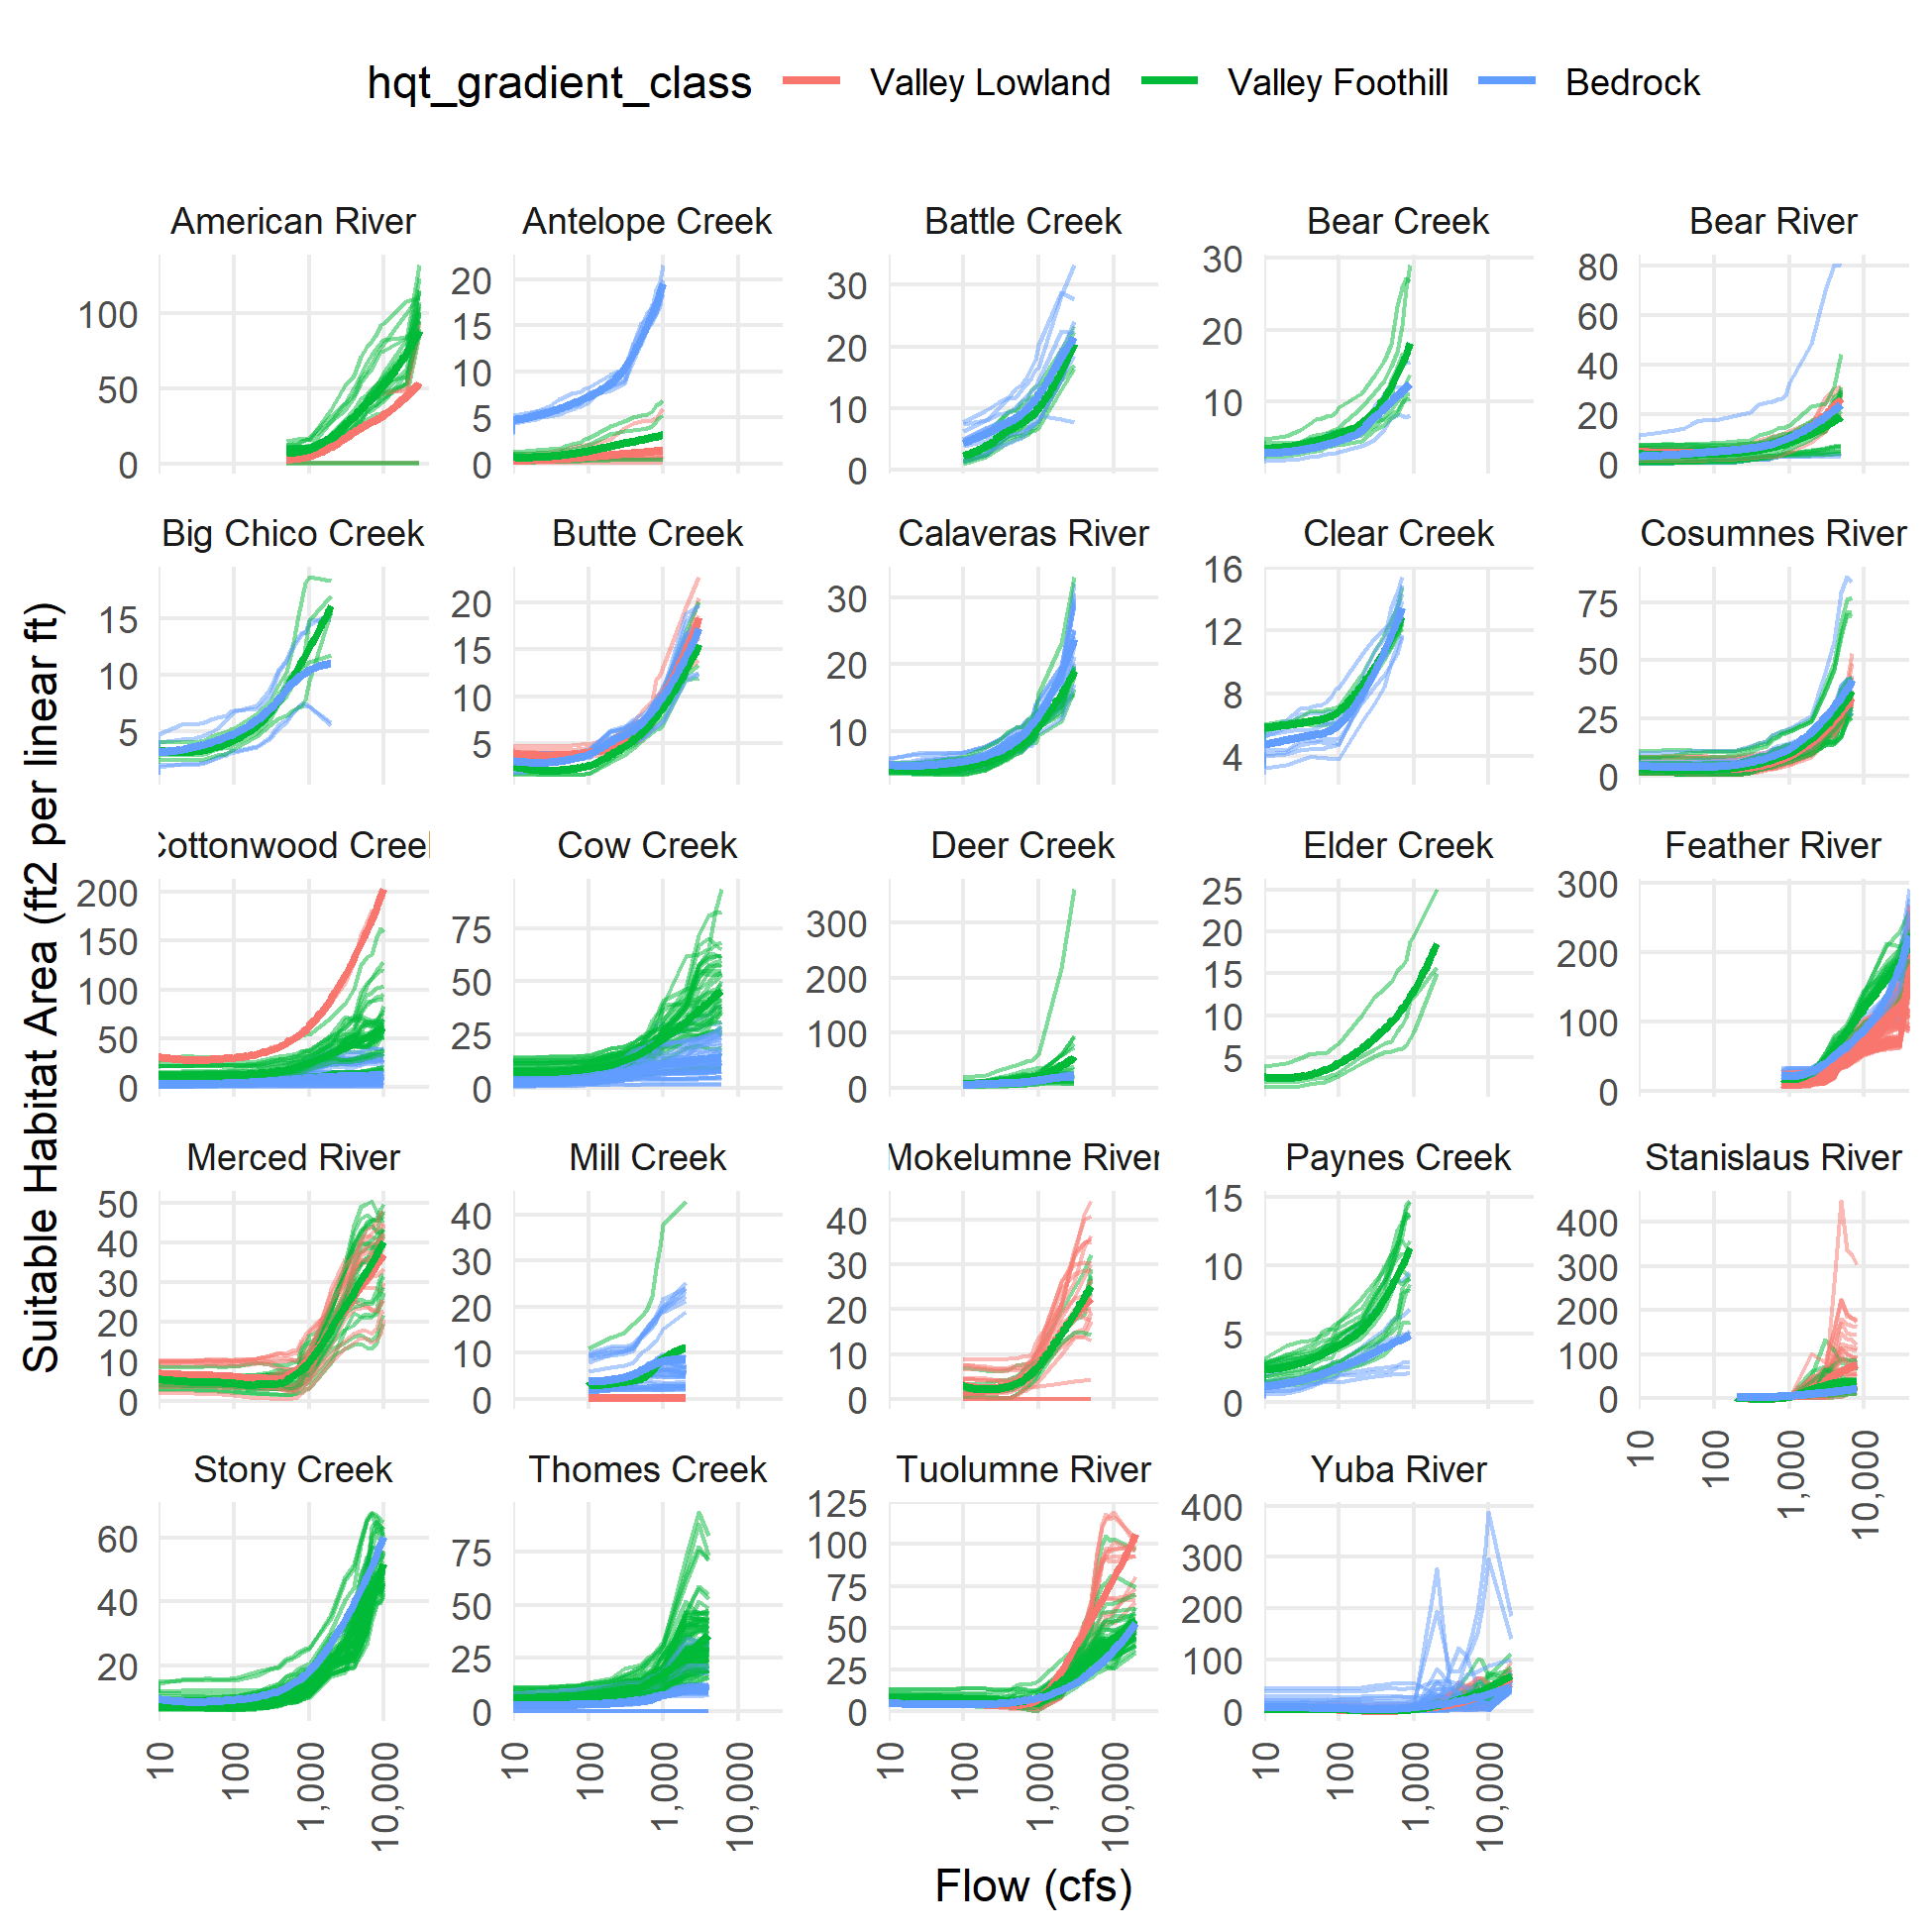 hqt_gradient_class Valley Lowland Valley Foothill Bedrock
American River Antelope Creek Battle Creek Bear Creek Bear River
100 50 0
20 15 10 5 0
30 20 10 0
30 20 10
80 60 40 20 0
Big Chico Creek Butte Creek Calaveras River Clear Creek Cosumnes River
15 10 5
20 15 10 5
30 20 10
16 12 8 4
75 50 25 0
Cottonwood Creek Cow Creek Deer Creek Elder Creek Feather River
200 150 100 50 0
75 50 25 0
300 200 100 0
25 20 15 10 5
300 200 100 0
Merced River Mill Creek Mokelumne River Paynes Creek Stanislaus River
50 40 30 20 10 0
40 30 20 10 0
40 30 20 10 0
15 10 5 0
400 300 200 100 0
10 100 1,000 10,000
Stony Creek Thomes Creek Tuolumne River Yuba River
60 40 20
75 50 25 0
125 100 75 50 25 0
400 300 200 100 0
10 100 1,000 10,000
10 100 1,000 10,000
10 100 1,000 10,000
10 100 1,000 10,000
Flow (cfs)
Suitable Habitat Area (ft2 per linear ft)